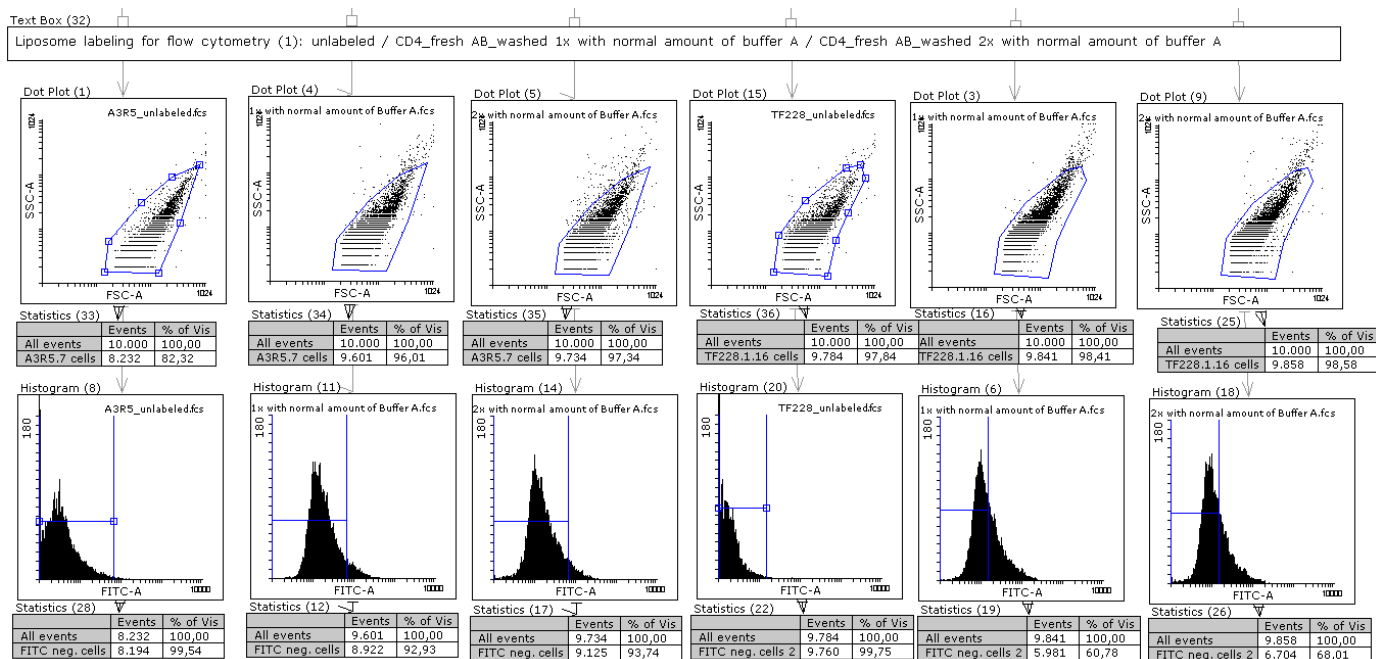 Text Box (32)
Liposome labeling for flow cytometry (1): unlabeled / CD4_fresh AB_washed 1x with normal amount of buffer A / CD4_fresh AB_washed 2x with normal amount of buffer A
Dot Plot (1)
A3R5_unlabeled.fcs
1024
SSC-A
FSC-A
1024
Dot Plot (4)
1x with normal amount of Buffer A.fcs
1024
SSC-A
FSC-A
1024
Dot Plot (5)
2x with normal amount of Buffer A.fcs
1024
SSC-A
FSC-A
1024
Dot Plot (15)
TF228_unlabeled.fcs
1024
SSC-A
FSC-A
1024
Dot Plot (3)
1x with normal amount of Buffer A.fcs
1024
SSC-A
FSC-A
1024
Dot Plot (9)
2x with normal amount of Buffer A.fcs
1024
SSC-A
FSC-A
1024
Statistics (33)
Events % of Vis
All events 10.000 100,00
A3R5.7 cells 8.232 82,32
Statistics (34)
Events % of Vis
All events 10.000 100,00
A3R5.7 cells 9.601 96,01
Statistics (35)
Events % of Vis
All events 10.000 100,00
A3R5.7 cells 9.734 97,34
Statistics (36)
Events % of Vis
All events 10.000 100,00
TF228.1.16 cells 9.784 97,84
Statistics (16)
Events % of Vis
All events 10.000 100,00
TF228.1.16 cells 9.841 98,41
Statistics (25)
Events % of Vis
All events 10.000 100,00
TF228.1.16 cells 9.858 98,58
Histogram (8)
A3R5_unlabeled.fcs
180
FITC-A
10000
Histogram (11)
1x with normal amount of Buffer A.fcs
180
FITC-A
10000
Histogram (14)
2x with normal amount of Buffer A.fcs
180
FITC-A
10000
Histogram (20)
TF228_unlabeled.fcs
180
FITC-A
10000
Histogram (6)
1x with normal amount of Buffer A.fcs
180
FITC-A
10000
Histogram (18)
2x with normal amount of Buffer A.fcs
180
FITC-A
10000
Statistics (28)
Events % of Vis
All events 8.232 100,00
FITC neg. cells 8.194 99,54
Statistics (12)
Events % of Vis
All events 9.601 100,00
FITC neg. cells 8.922 92,93
Statistics (17)
Events % of Vis
All events 9.734 100,00
FITC neg. cells 9.125 93,74
Statistics (22)
Events % of Vis
All events 9.784 100,00
FITC neg. cells 2 9.760 99,75
Statistics (19)
Events % of Vis
All events 9.841 100,00
FITC neg. cells 2 5.981 60,78
Statistics (26)
Events % of Vis
All events 9.858 100,00
FITC neg. cells 2 6.704 68,01